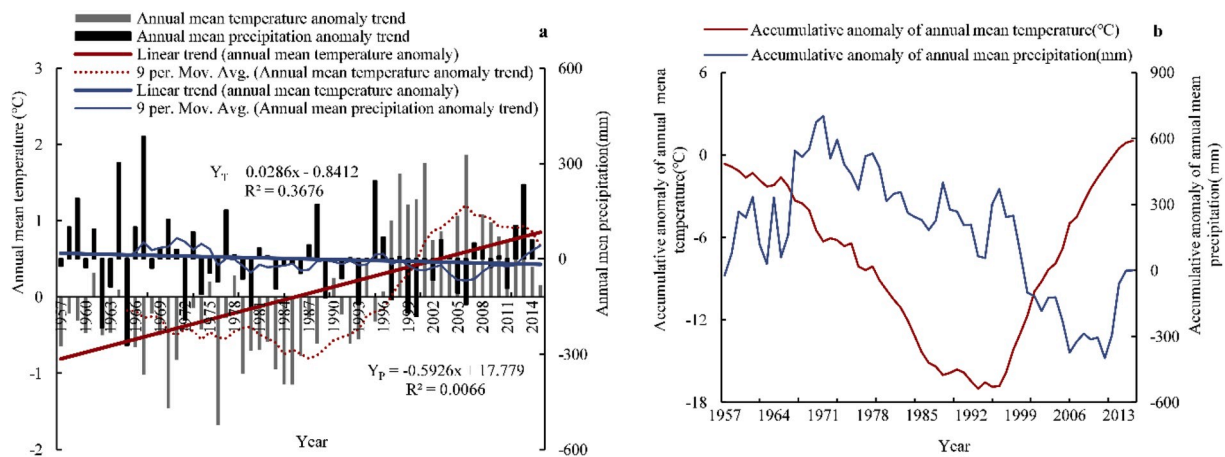 Annual mean temperature anomaly trend
Annual mean precipitation anomaly trend
Linear trend (annual mean temperature anomaly)
9 per. Mov. Avg. (Annual mean temperature anomaly trend)
Linear trend (annual mean temperature anomaly)
9 per. Mov. Avg. (Annual mean precipitation anomaly trend)
a
3
2
1
0
-1
-2
Annual mean temperature (℃)
600
300
0
-300
-600
Annual mean precipitation(mm)
Y_T 0.0286x - 0.8412
R² = 0.3676
Y_P = -0.5926x + 17.779
R² = 0.0066
1957 1960 1963 1966 1969 1972 1975 1978 1981 1984 1987 1990 1993 1996 1999 2002 2005 2008 2011 2014
Year
Accumulative anomaly of annual mean temperature(℃)
Accumulative anomaly of annual mean precipitation(mm)
b
6
0
-6
-12
-18
Accumulative anomaly of annual mena
temperature(℃)
900
600
300
0
-300
-600
Accumulative anomaly of annual mean
precipitation( mm)
1957 1964 1971 1978 1985 1992 1999 2006 2013
Year